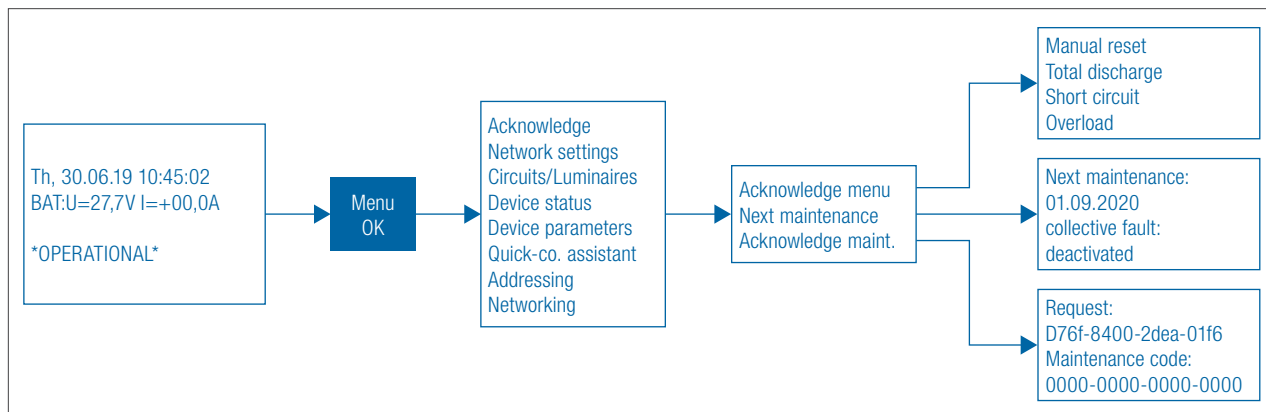 Th, 30.06.19 10:45:02
BAT:U=27,7V I=+00,0A
*OPERATIONAL*
Menu
OK
Acknowledge
Network settings
Circuits/Luminaires
Device status
Device parameters
Quick-co. assistant
Addressing
Networking
Acknowledge menu
Next maintenance
Acknowledge maint.
Manual reset
Total discharge
Short circuit
Overload
Next maintenance:
01.09.2020
collective fault:
deactivated
Request:
D76f-8400-2dea-01f6
Maintenance code:
0000-0000-0000-0000